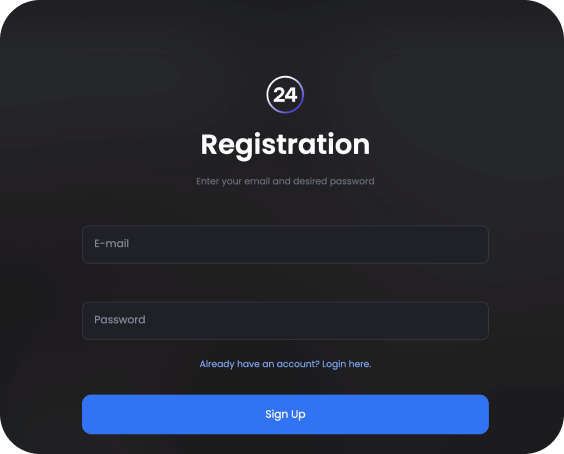 24
Registration
Enter your email and desired password
E-mail
Password
Already have an account? Login here.
Sign Up